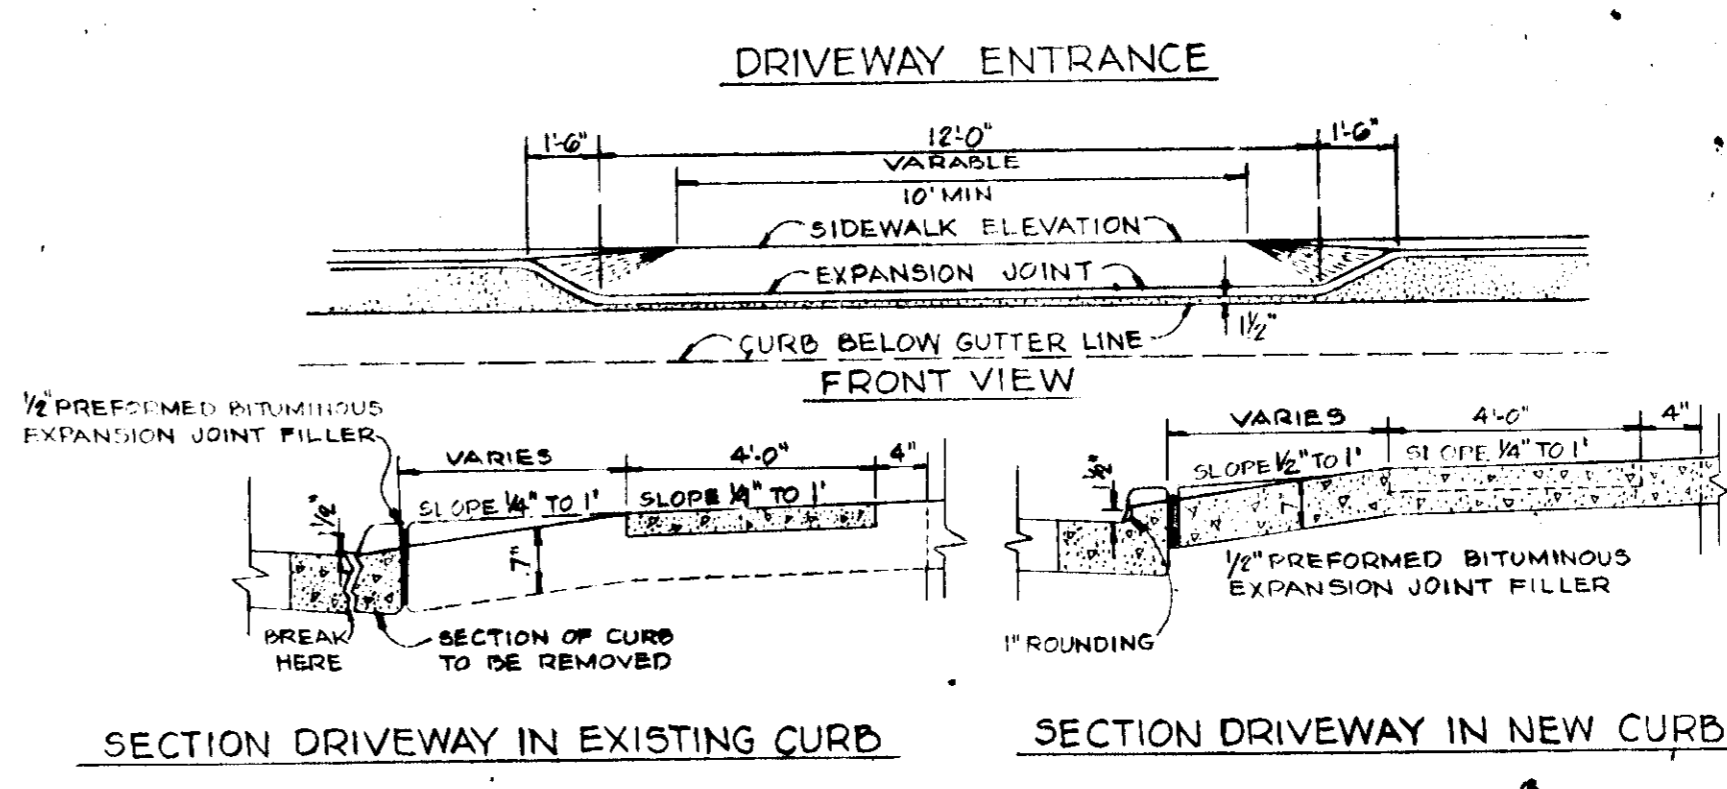 DRIVEWAY ENTRANCE
1'-6" 12'-0" 1'-6"
VARABLE
10' MIN
SIDEWALK ELEVATION
EXPANSION JOINT
1½"
CURB BELOW GUTTER LINE
FRONT VIEW
½" PREFORMED BITUMINOUS
EXPANSION JOINT FILLER
VARIES 4'-0" 4"
SLOPE ¼" TO 1' SLOPE ¼" TO 1'
1½"
7"
BREAK
HERE
SECTION OF CURB
TO BE REMOVED
SECTION DRIVEWAY IN EXISTING CURB
VARIES 4'-0" 4"
SLOPE ½" TO 1' SLOPE ¼" TO 1'
½" PREFORMED BITUMINOUS
EXPANSION JOINT FILLER
1" ROUNDING
SECTION DRIVEWAY IN NEW CURB